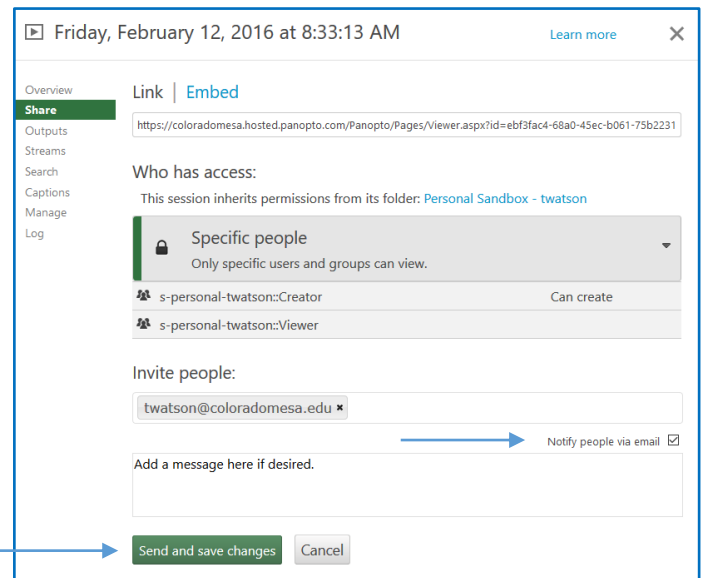 Friday, February 12, 2016 at 8:33:13 AM
Learn more
Overview
Share
Outputs
Streams
Search
Captions
Manage
Log
Link | Embed
https://coloradomesa.hosted.panopto.com/Panopto/Pages/Viewer.aspx?id=ebf3fac4-68a0-45ec-b061-75b2231
Who has access:
This session inherits permissions from its folder: Personal Sandbox - twatson
Specific people
Only specific users and groups can view.
s-personal-twatson::Creator Can create
s-personal-twatson::Viewer
Invite people:
twatson@coloradomesa.edu
Notify people via email
Add a message here if desired.
Send and save changes Cancel